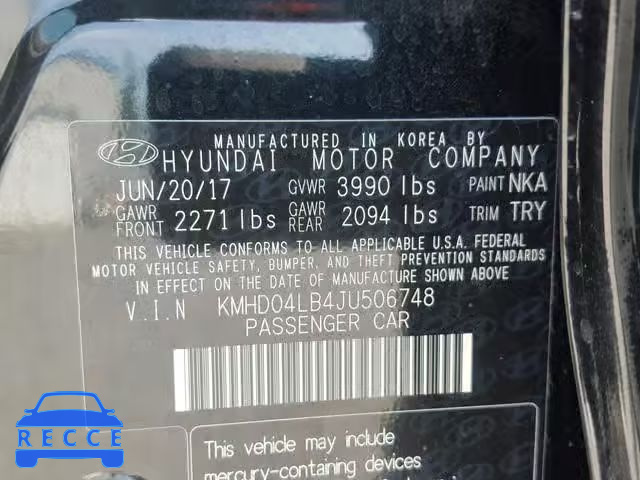 MANUFACTURED IN KOREA BY
HYUNDAI MOTOR COMPANY
JUN/20/17 GVWR 3990 lbs PAINT NKA
GAWR FRONT 2271 lbs GAWR REAR 2094 lbs TRIM TRY
THIS VEHICLE CONFORMS TO ALL APPLICABLE U.S.A. FEDERAL
MOTOR VEHICLE SAFETY, BUMPER, AND THEFT PREVENTION
STANDARDS IN EFFECT ON THE DATE OF MANUFACTURE SHOWN ABOVE
V.I.N KMHD04LB4JU506748
PASSENGER CAR
This vehicle may include
mercury-containing devices
RECCE